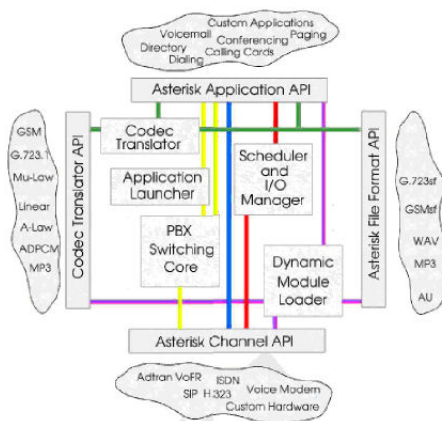 Custom Applications
Voicemail
Paging
Directory
Conferencing
Dialing
Calling Cards
Asterisk Application API
Codec Translator API
Asterisk File Format API
GSM
G.723.1
Mu-Law
Linear
A-Law
ADPCM
MP3
Codec
Translator
Application
Launcher
PBX
Switching
Core
Scheduler
and
I/O
Manager
Dynamic
Module
Loader
G.723sf
GSMsf
WAV
MP3
AU
Asterisk Channel API
Adtran VoFR
ISDN
Voice Modem
SIP H.323
Custom Hardware